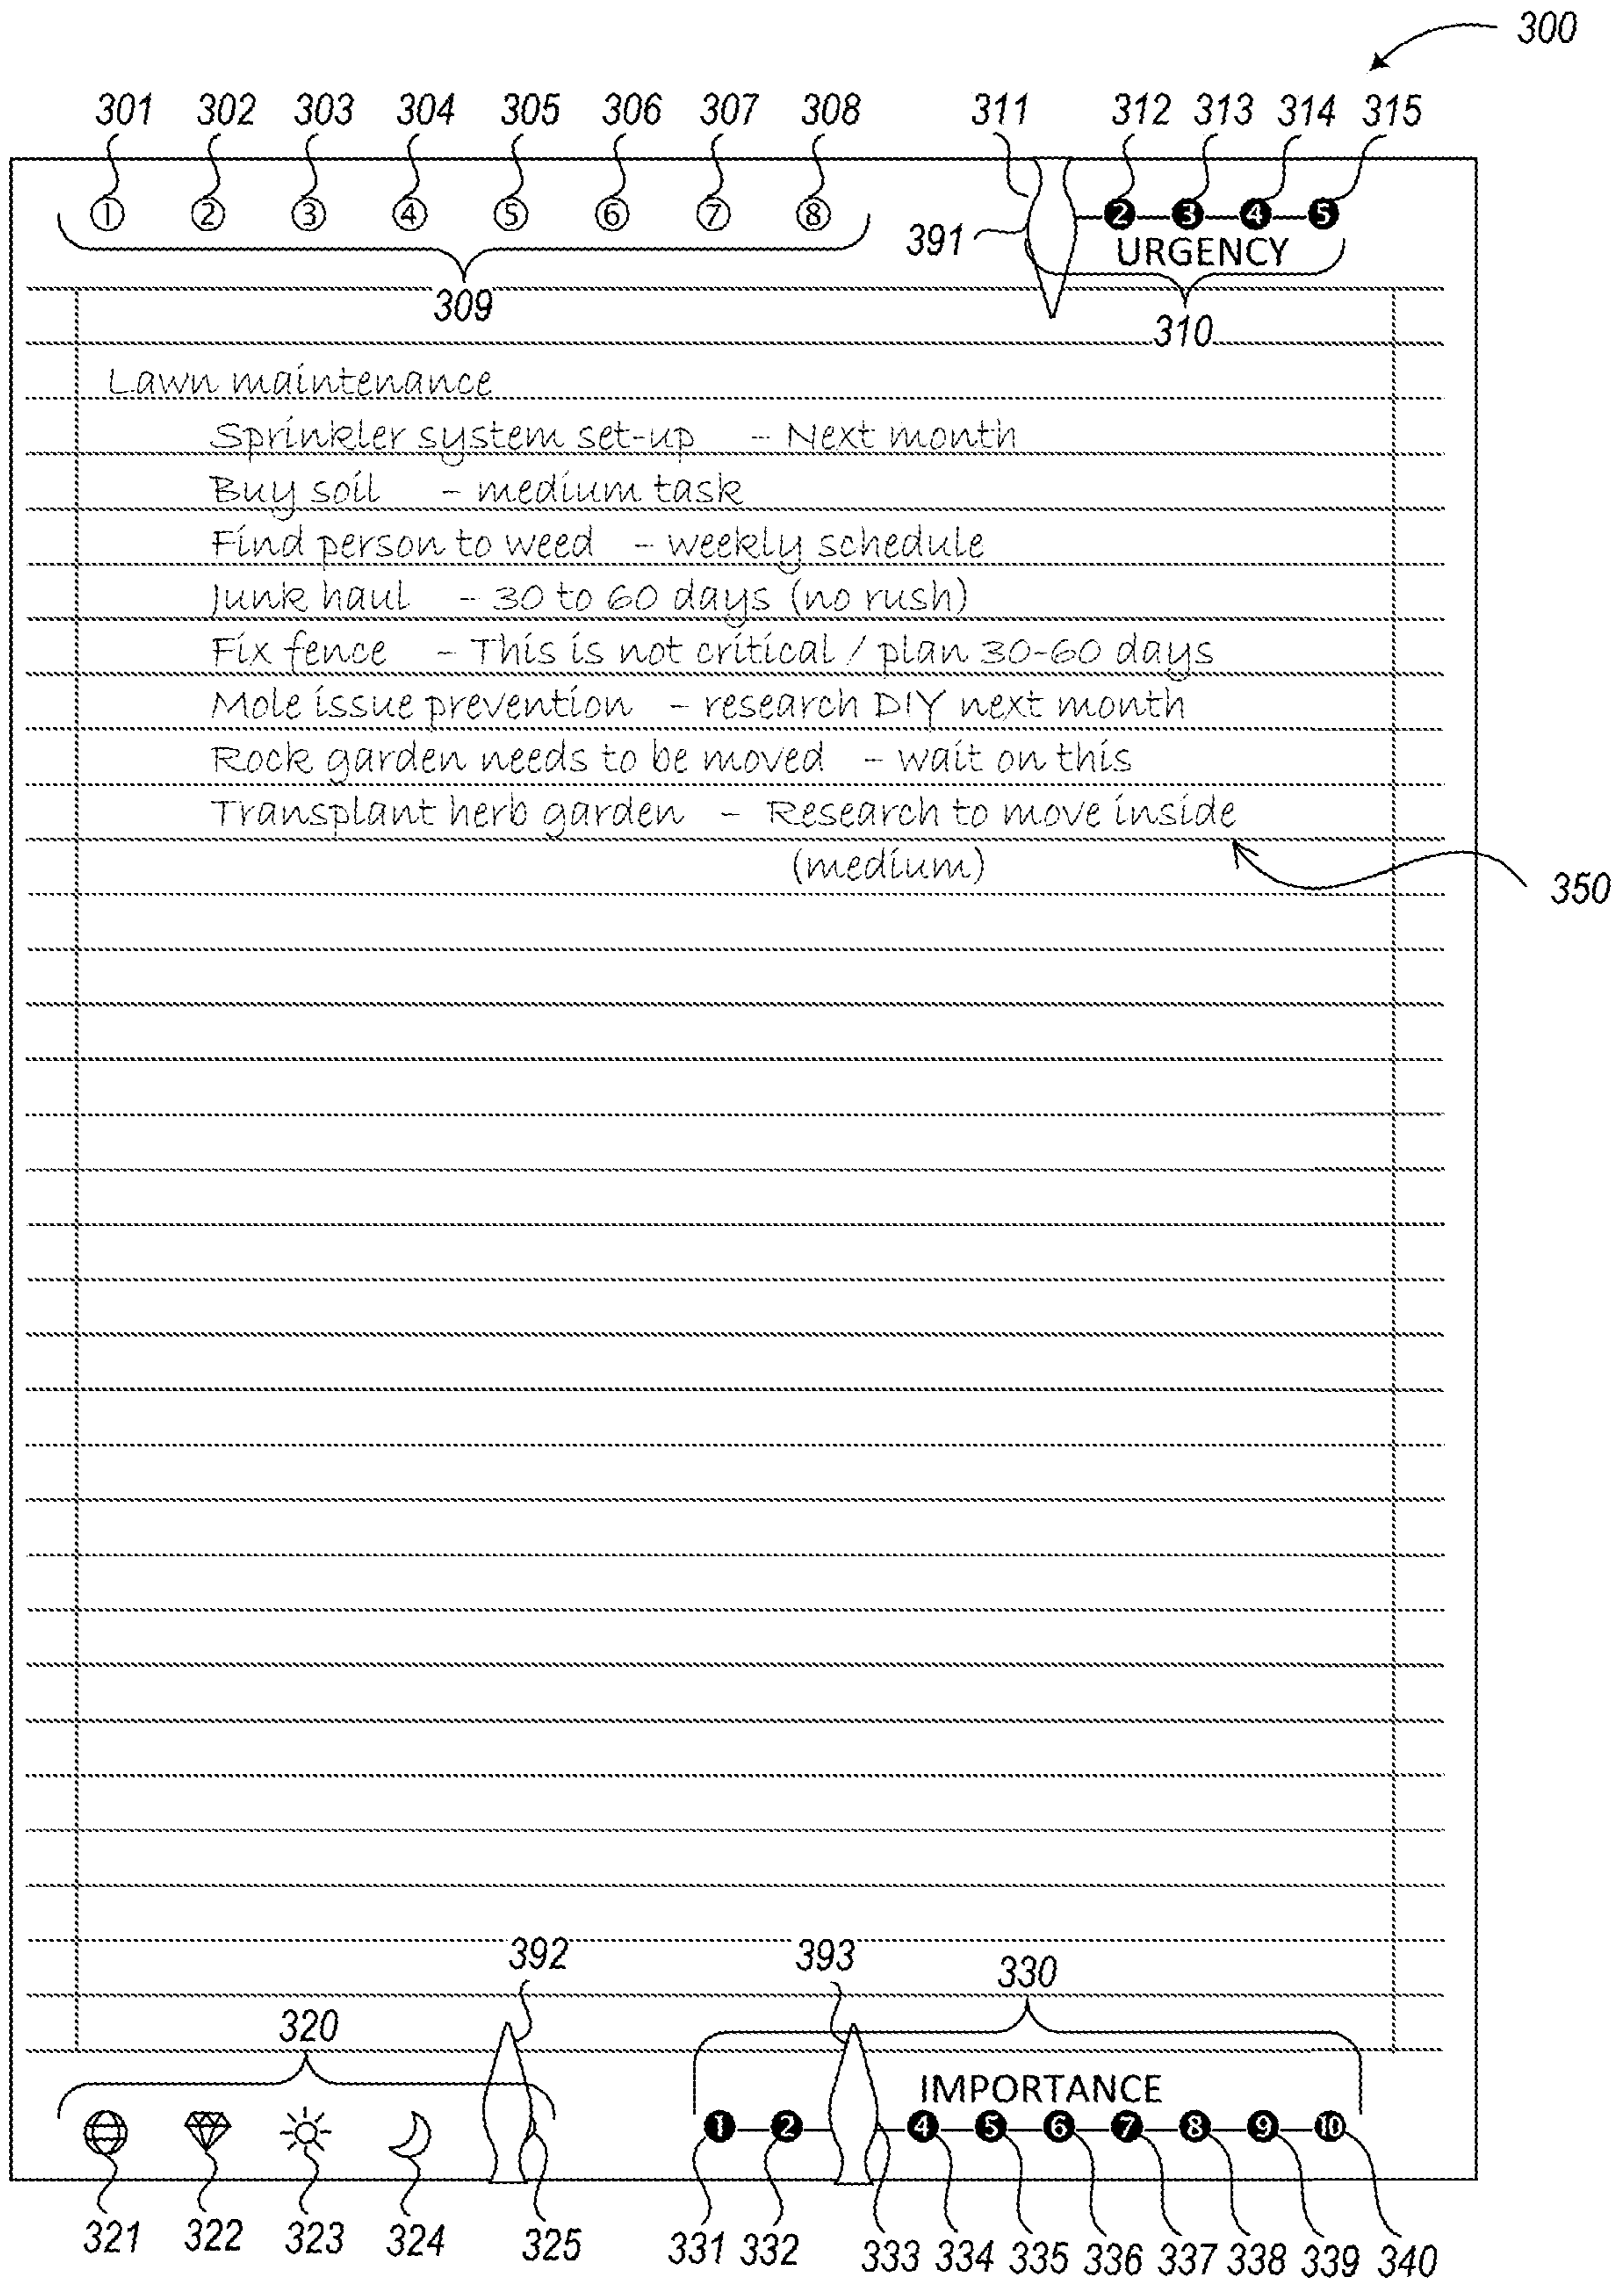 300
301 302 303 304 305 306 307 308 311 312 313 314 315
① ② ③ ④ ⑤ ⑥ ⑦ ⑧ ❷ ❸ ❹ ❺
391 URGENCY
309 310
Lawn maintenance
Sprinkler system set-up - Next month
Buy soil - medium task
Find person to weed - weekly schedule
Junk haul - 30 to 60 days (no rush)
Fix fence - This is not critical / plan 30-60 days
Mole issue prevention - research DIY next month
Rock garden needs to be moved - wait on this
Transplant herb garden - Research to move inside
(medium)
350
392 393 330
320
IMPORTANCE
❶ ❷ ❹ ❺ ❻ ❼ ❽ ❾ ❿
321 322 323 324 325 331 332 333 334 335 336 337 338 339 340